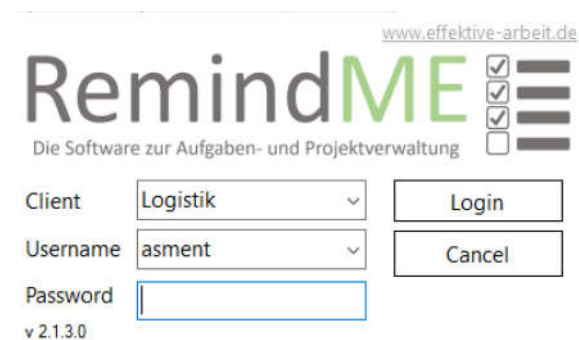 www.effektive-arbeit.de
RemindME
Die Software zur Aufgaben- und Projektverwaltung
Client Logistik Login
Username asment Cancel
Password
v 2.1.3.0